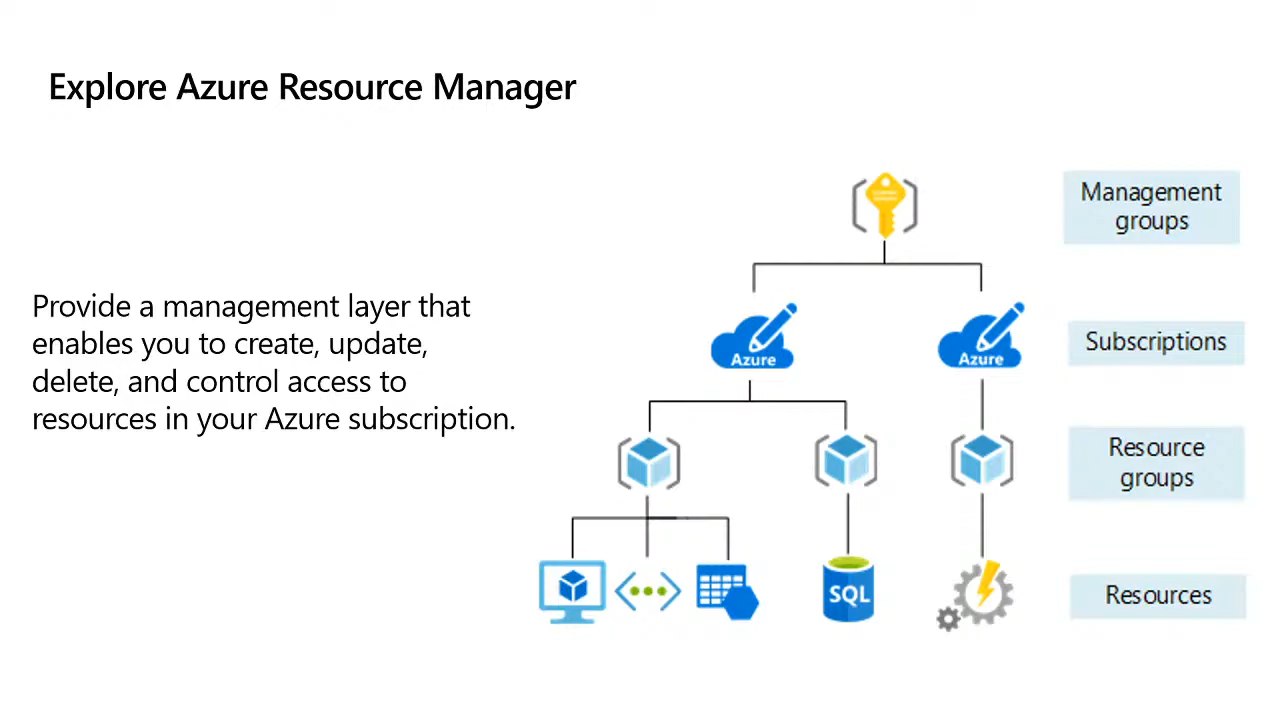 Explore Azure Resource Manager
Provide a management layer that
enables you to create, update,
delete, and control access to
resources in your Azure subscription.
Management
groups
Azure
Azure
Subscriptions
Resource
groups
SQL
Resources